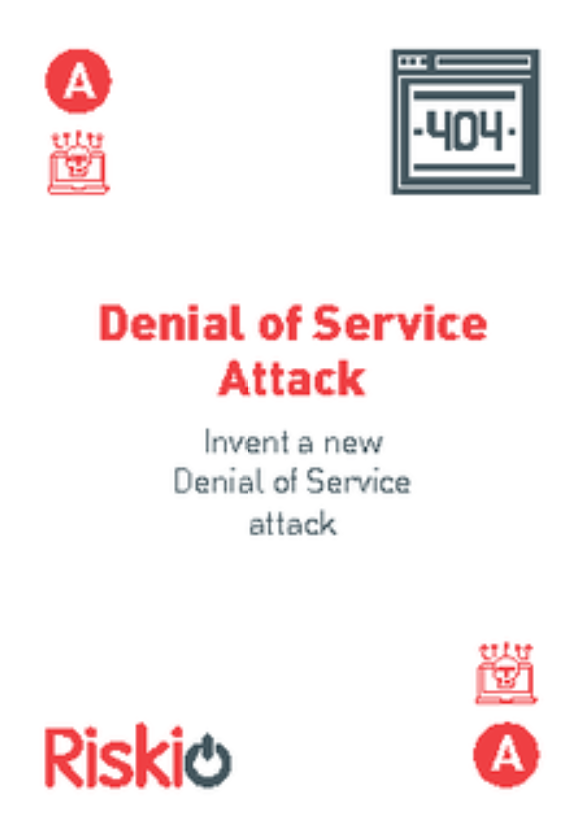 A
·404·
Denial of Service
Attack
Invent a new
Denial of Service
attack
Riskio
A